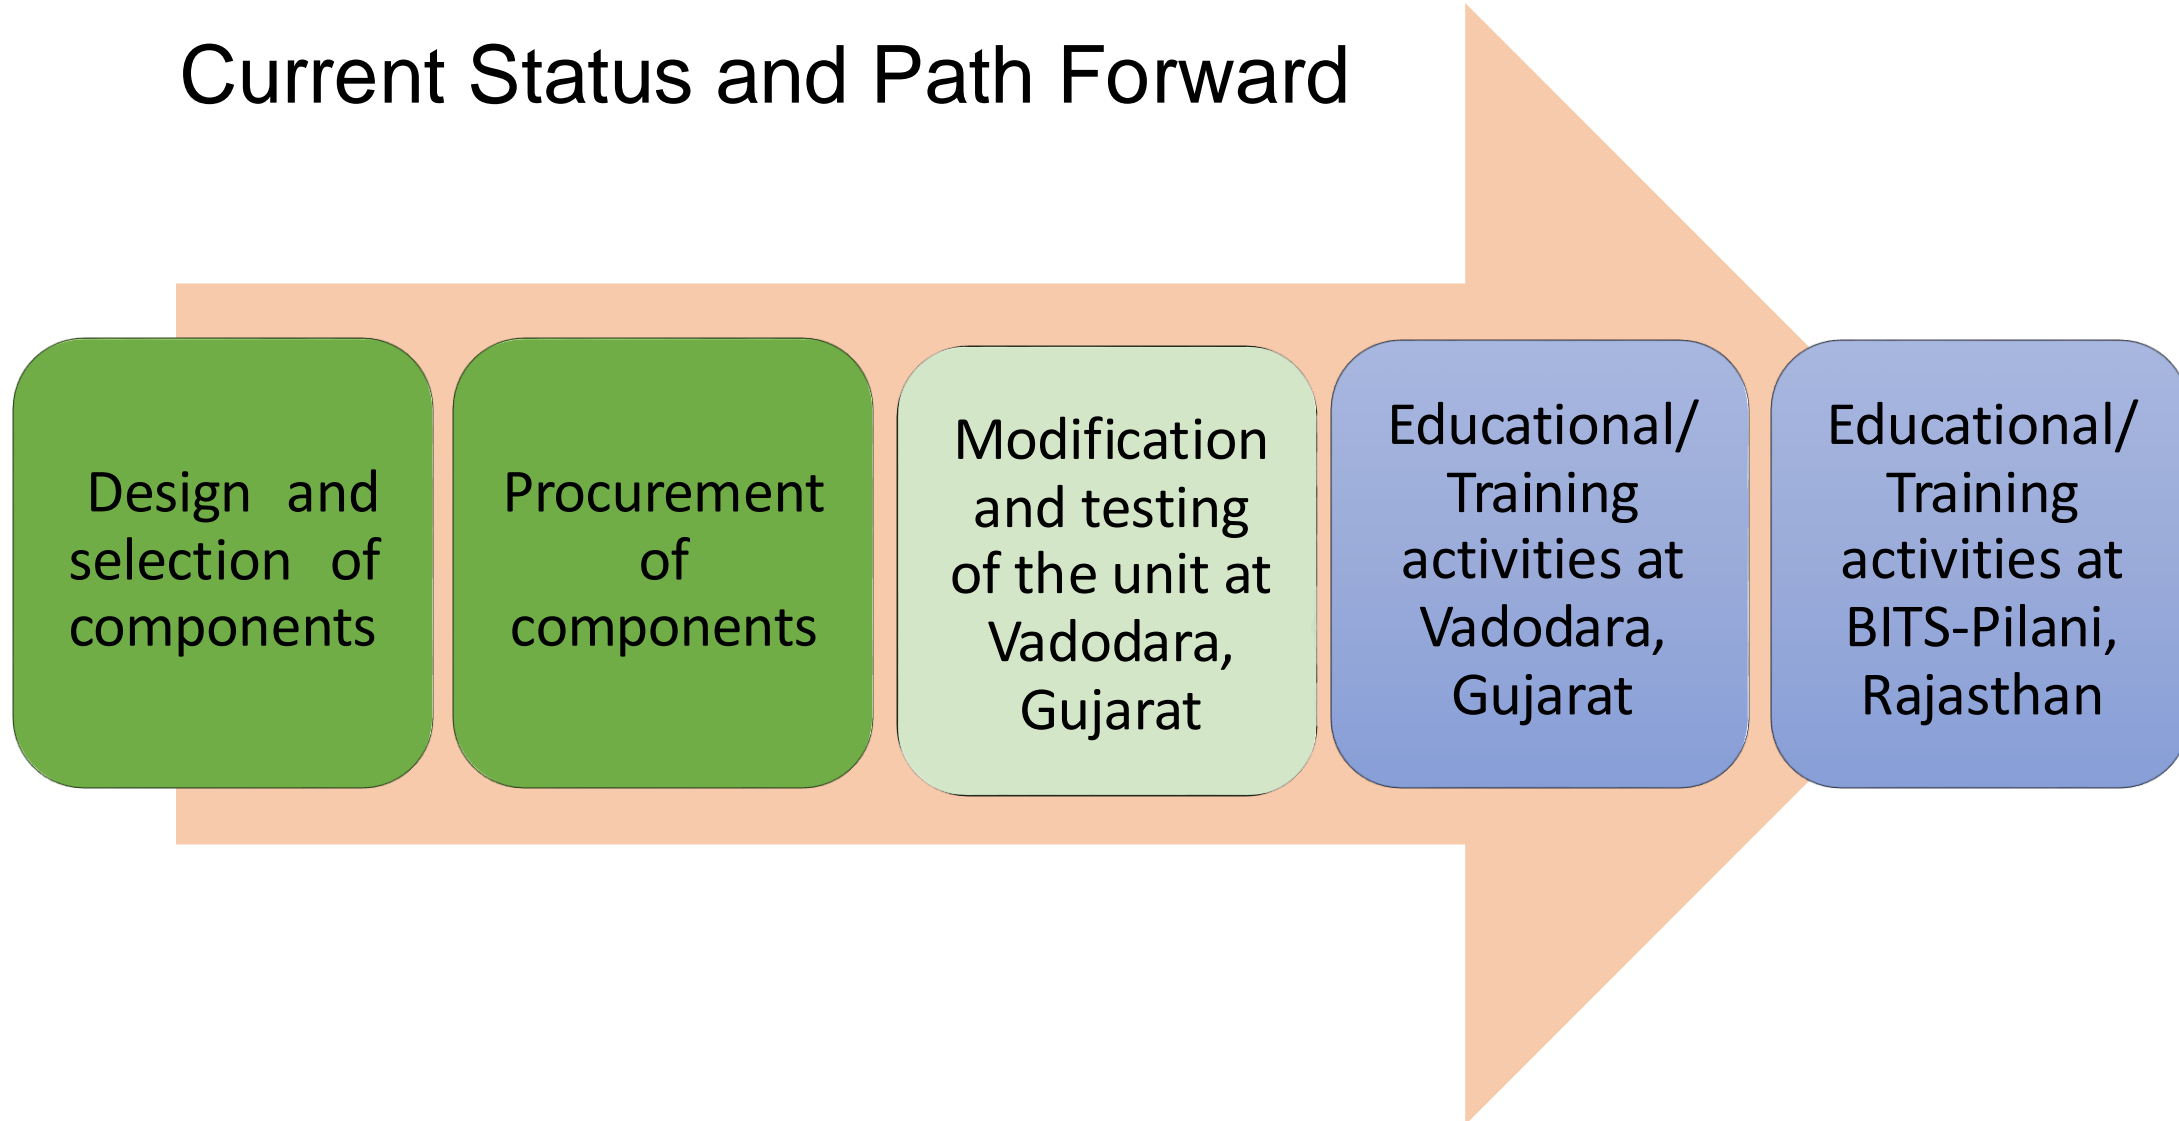 Current Status and Path Forward
Design and
selection of
components
Procurement
of
components
Modification
and testing
of the unit at
Vadodara,
Gujarat
Educational/
Training
activities at
Vadodara,
Gujarat
Educational/
Training
activities at
BITS-Pilani,
Rajasthan